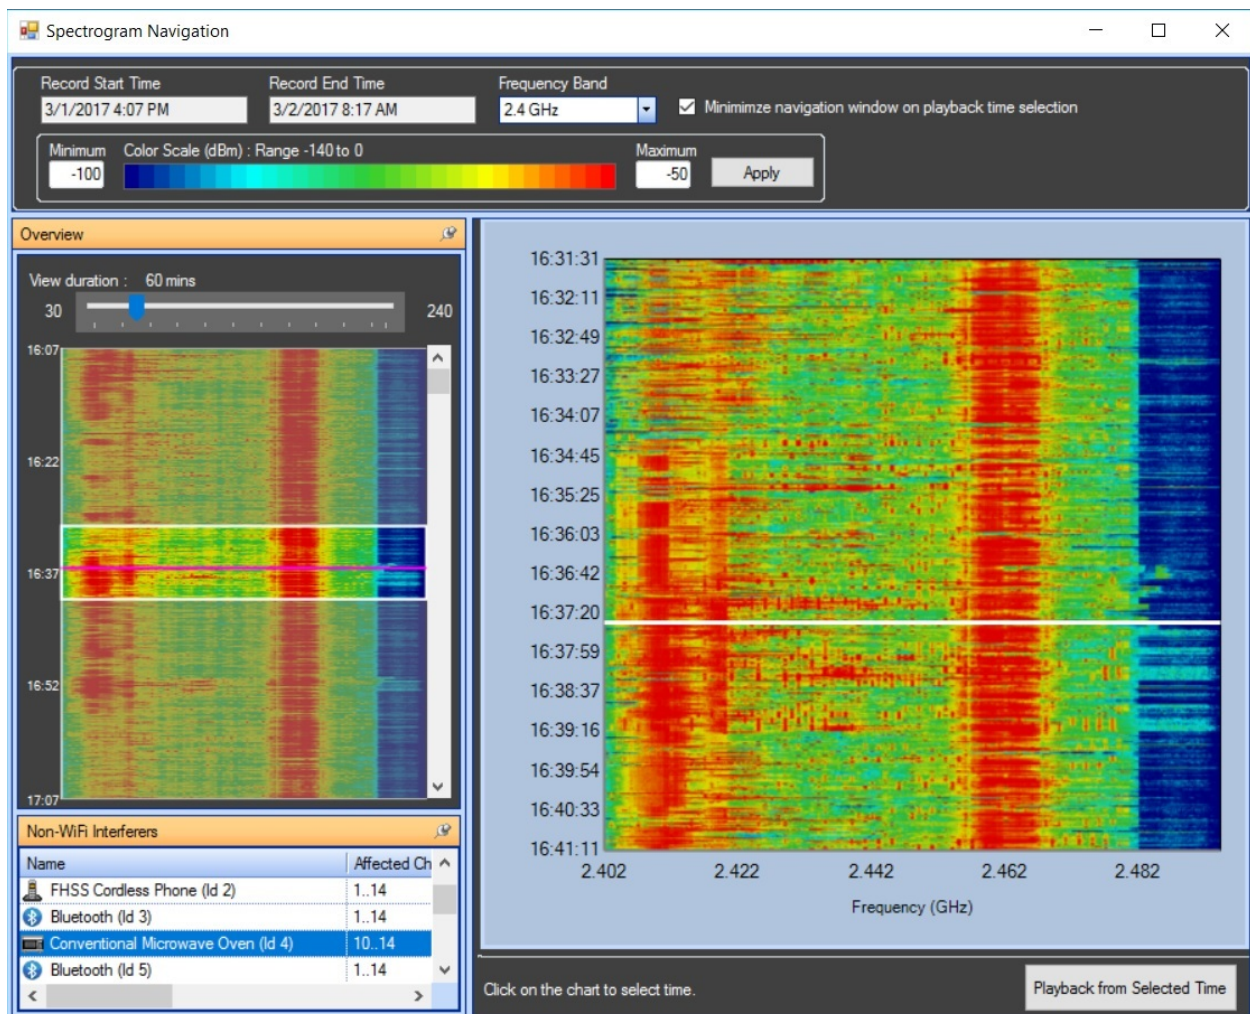 Spectrogram Navigation
Record Start Time Record End Time Frequency Band
3/1/2017 4:07 PM 3/2/2017 8:17 AM 2.4 GHz Minimimze navigation window on playback time selection
Minimum Color Scale (dBm) : Range -140 to 0 Maximum
-100 -50 Apply
Overview
View duration : 60 mins
30 240
16:07
16:22
16:37
16:52
17:07
Non-WiFi Interferers
Name Affected Ch
FHSS Cordless Phone (Id 2) 1..14
Bluetooth (Id 3) 1..14
Conventional Microwave Oven (Id 4) 10..14
Bluetooth (Id 5) 1..14
16:31:31
16:32:11
16:32:49
16:33:27
16:34:07
16:34:45
16:35:25
16:36:03
16:36:42
16:37:20
16:37:59
16:38:37
16:39:16
16:39:54
16:40:33
16:41:11
2.402 2.422 2.442 2.462 2.482
Frequency (GHz)
Click on the chart to select time. Playback from Selected Time